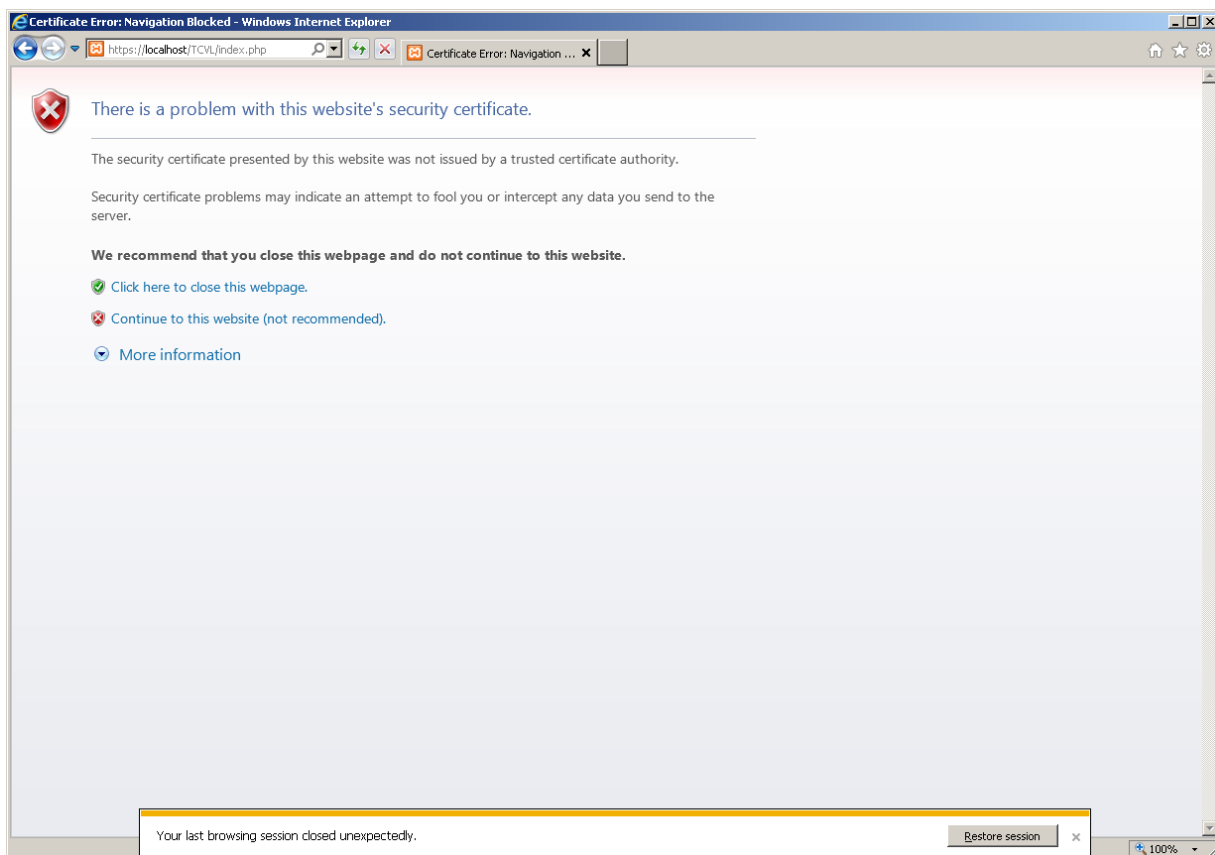 Certificate Error: Navigation Blocked - Windows Internet Explorer
https://localhost/TCVL/index.php
Certificate Error: Navigation ...
There is a problem with this website's security certificate.
The security certificate presented by this website was not issued by a trusted certificate authority.
Security certificate problems may indicate an attempt to fool you or intercept any data you send to the
server.
We recommend that you close this webpage and do not continue to this website.
Click here to close this webpage.
Continue to this website (not recommended).
More information
Your last browsing session closed unexpectedly.
Restore session
100%